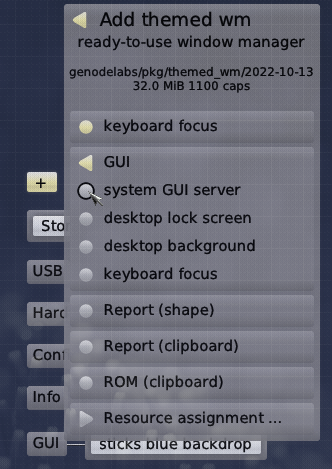 Add themed wm
ready-to-use window manager
genodelabs/pkg/themed_wm/2022-10-13
32.0 MiB 1100 caps
keyboard focus
GUI
+
system GUI server
Sto
desktop lock screen
desktop background
USB
keyboard focus
Hard
Report (shape)
Conf
Report (clipboard)
Info
ROM (clipboard)
Resource assignment ...
GUI
sticks blue backdrop